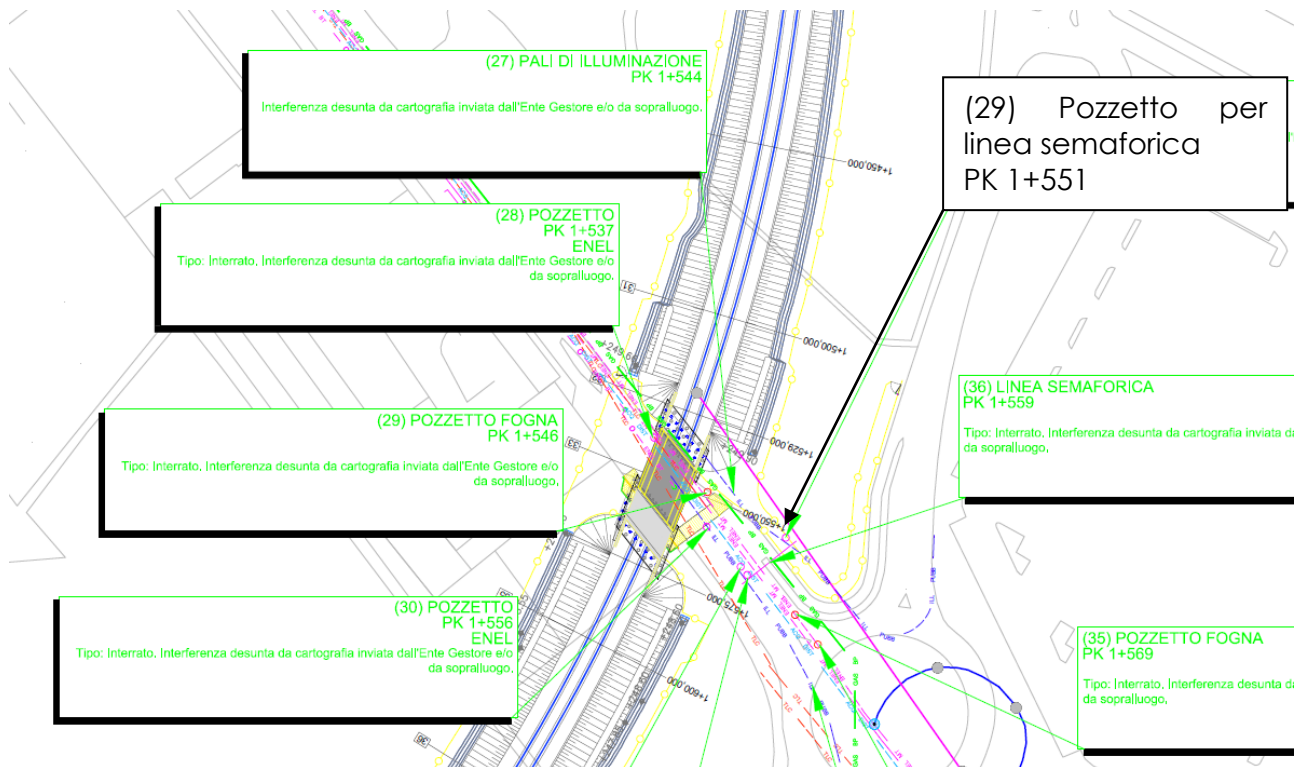 (27) PALI DI ILLUMINAZIONE
PK 1+544
Interferenza desunta da cartografia inviata dall'Ente Gestore e/o da sopralluogo.
(29) Pozzetto per
linea semaforica
PK 1+551
(28) POZZETTO
PK 1+537
ENEL
Tipo: Interrato, Interferenza desunta da cartografia inviata dall'Ente Gestore e/o
da sopralluogo.
(29) POZZETTO FOGNA
PK 1+546
Tipo: Interrato, Interferenza desunta da cartografia inviata dall'Ente Gestore e/o
da sopralluogo.
(36) LINEA SEMAFORICA
PK 1+559
Tipo: Interrato, Interferenza desunta da
da sopralluogo.
(30) POZZETTO
PK 1+556
ENEL
Tipo: Interrato, Interferenza desunta da cartografia inviata dall'Ente Gestore e/o
da sopralluogo.
(35) POZZETTO FOGNA
PK 1+569
Tipo: Interrato, Interferenza desunta da
da sopralluogo.
1+450,000
1+500,000
1+529,000
1+550,000
1+575,000
1+600,000
31
33